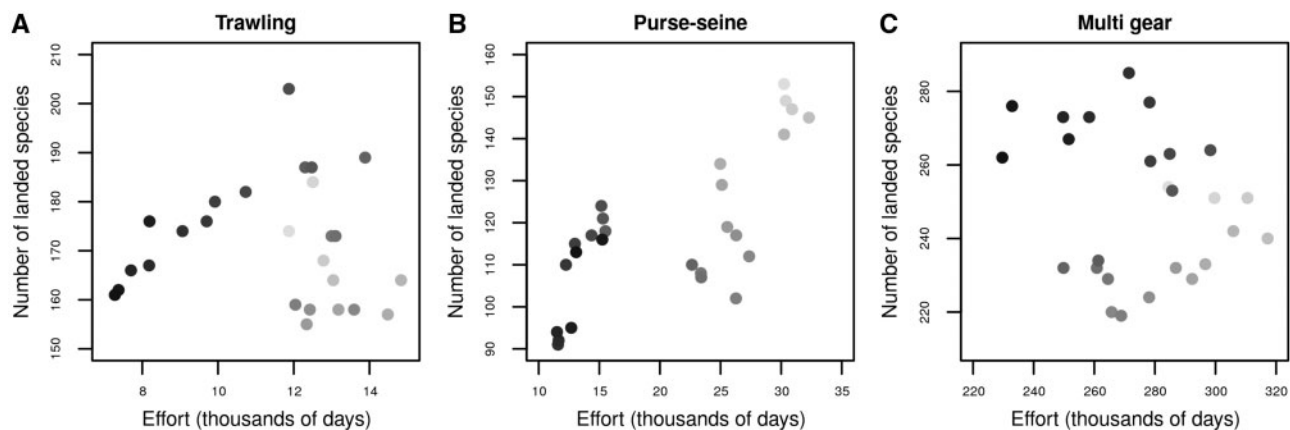 A Trawling
Number of landed species
210
200
190
180
170
160
150
8 10 12 14
Effort (thousands of days)
B Purse-seine
Number of landed species
160
150
140
130
120
110
100
90
10 15 20 25 30 35
Effort (thousands of days)
C Multi gear
Number of landed species
280
260
240
220
220 240 260 280 300 320
Effort (thousands of days)